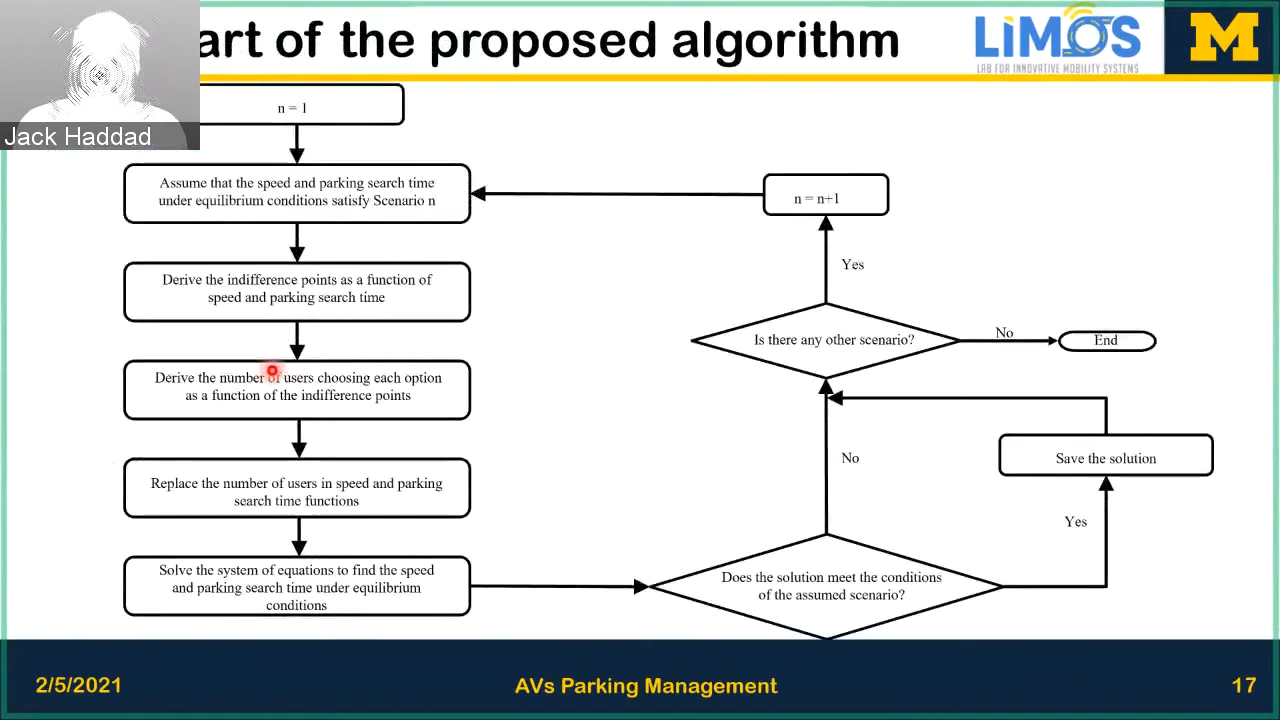 art of the proposed algorithm
LiMOS
LAB FOR INNOVATIVE MOBILITY SYSTEMS
M
Jack Haddad
n = 1
Assume that the speed and parking search time
under equilibrium conditions satisfy Scenario n
Derive the indifference points as a function of
speed and parking search time
Derive the number of users choosing each option
as a function of the indifference points
Replace the number of users in speed and parking
search time functions
Solve the system of equations to find the speed
and parking search time under equilibrium
conditions
n = n+1
Yes
Is there any other scenario?
No
End
No
Save the solution
Yes
Does the solution meet the conditions
of the assumed scenario?
2/5/2021
AVs Parking Management
17